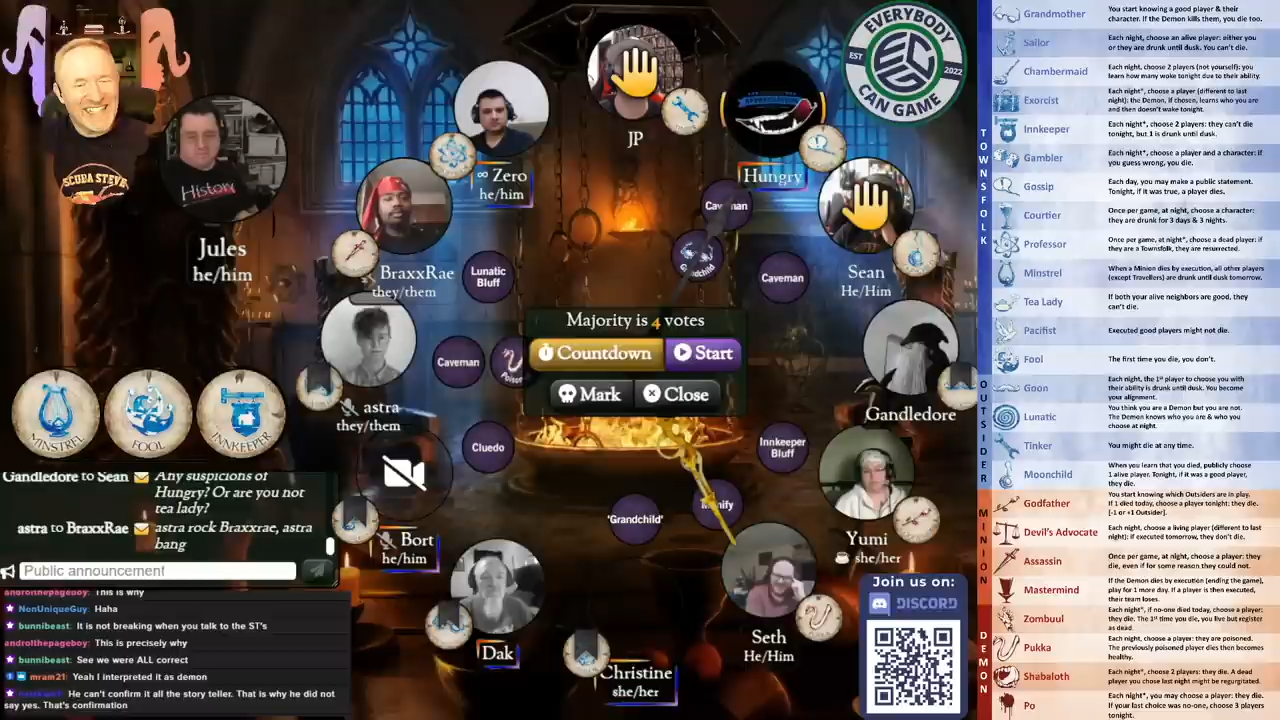 EVERYBODY
EST
2022
CAN GAME
SCUBA STEVE
Jules
he/him
∞ Zero
he/him
JP
Hungry
BraxxRae
they/them
Lunatic
Bluff
Caveman
Sean
He/Him
Caveman
Majority is 4 votes
Countdown
Start
Mark
Close
Caveman
astra
they/them
Gandledore
Cluedo
Innkeeper
Bluff
MINSTREL
FOOL
INNKEEPER
Bort
he/him
'Grandchild'
Yumi
she/her
Dak
Christine
she/her
Seth
He/Him
Gandledore to Sean
Any suspicions of
Hungry? Or are you not
tea lady?
astra to BraxxRae
astra rock Braxxrae, astra
bang
Public announcement
androthepageboy: This is why
NonUniqueGuy: Haha
bunnibeast: It is not breaking when you talk to the ST's
androthepageboy: This is precisely why
bunnibeast: See we were ALL correct
mram21: Yeah I interpreted it as demon
He can't confirm it all the story teller. That is why he did not
say yes. That's confirmation
Join us on:
DISCORD
TOWNSFOLK
Grandmother
You start knowing a good player & their
character. If the Demon kills them, you die too.
Sailor
Each night, choose an alive player: either you
or they are drunk until dusk. You can't die.
Chambermaid
Each night, choose 2 players (not yourself): you
learn how many woke tonight due to their ability.
Exorcist
Each night*, choose a player (different to last
night): the Demon, if chosen, learns who you are
and then doesn't wake tonight.
Innkeeper
Each night*, choose 2 players: they can't die
tonight, but 1 is drunk until dusk.
Gambler
Each night*, choose a player and a character: if
you guess wrong, you die.
Gossip
Each day, you may make a public statement.
Tonight, if it was true, a player dies.
Courtier
Once per game, at night, choose a character:
they are drunk for 3 days & 3 nights.
Professor
Once per game, at night*, choose a dead player: if
they are a Townsfolk, they are resurrected.
Minstrel
When a Minion dies by execution, all other players
(except Travellers) are drunk until dusk tomorrow.
Tea Lady
If both your alive neighbors are good, they
can't die.
Pacifist
Executed good players might not die.
Fool
The first time you die, you don't.
OUTSIDER
Goon
Each night, the 1st player to choose you with
their ability is drunk until dusk. You become
your alignment.
Lunatic
You think you are a Demon but you are not.
The Demon knows who you are & who you
choose at night.
Tinker
You might die at any time.
Moonchild
When you learn that you died, publicly choose
1 alive player. Tonight, if it was a good player,
they die.
MINION
Godfather
You start knowing which Outsiders are in play.
If 1 died today, choose a player tonight: they die.
[-1 or +1 Outsider].
Devil's Advocate
Each night, choose a living player (different to last
night): if executed tomorrow, they don't die.
Assassin
Once per game, at night, choose a player: they
die, even if for some reason they could not.
Mastermind
If the Demon dies by execution (ending the game),
play for 1 more day. If a player is then executed,
their team loses.
DEMON
Zombuul
Each night*, if no-one died today, choose a player:
they die. The 1st time you die, you live but register
as dead.
Pukka
Each night, choose a player: they are poisoned.
The previously poisoned player dies then becomes
healthy.
Shabaloth
Each night*, choose 2 players: they die. A dead
player you chose last night might be regurgitated.
Po
Each night*, you may choose a player: they die.
If your last choice was no-one, choose 3 players
tonight.